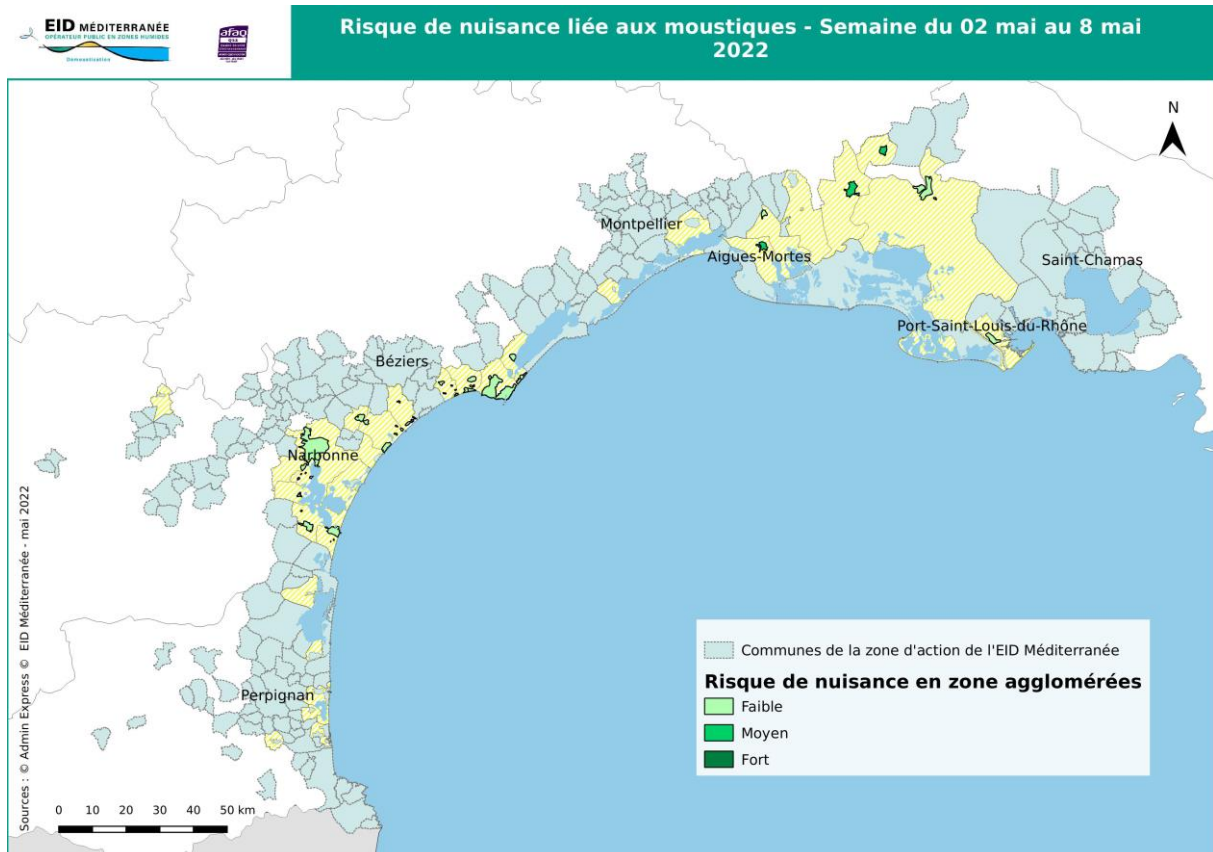 EID MÉDITERRANÉE
OPÉRATEUR PUBLIC EN ZONES HUMIDES
Démoustication
afaq
Risque de nuisance liée aux moustiques - Semaine du 02 mai au 8 mai
2022
N
Montpellier
Aigues-Mortes
Saint-Chamas
Port-Saint-Louis-du-Rhône
Béziers
Narbonne
Perpignan
Communes de la zone d'action de l'EID Méditerranée
Risque de nuisance en zone agglomérées
Faible
Moyen
Fort
0 10 20 30 40 50 km
Sources : © Admin Express © EID Méditerranée - mai 2022